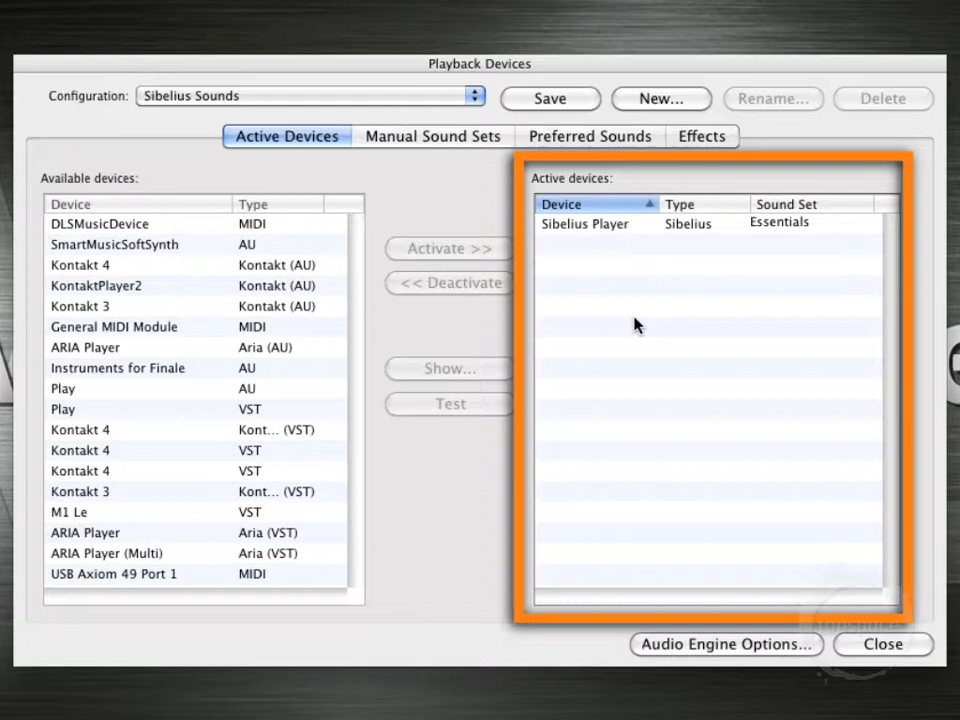 Playback Devices
Configuration: Sibelius Sounds Save New... Rename... Delete
Active Devices Manual Sound Sets Preferred Sounds Effects
Available devices:
Device Type
DLSMusicDevice MIDI
SmartMusicSoftSynth AU
Kontakt 4 Kontakt (AU)
KontaktPlayer2 Kontakt (AU)
Kontakt 3 Kontakt (AU)
General MIDI Module MIDI
ARIA Player Aria (AU)
Instruments for Finale AU
Play AU
Play VST
Kontakt 4 Kont... (VST)
Kontakt 4 VST
Kontakt 4 VST
Kontakt 3 Kont... (VST)
M1 Le VST
ARIA Player Aria (VST)
ARIA Player (Multi) Aria (VST)
USB Axiom 49 Port 1 MIDI
Activate >>
<< Deactivate
Show...
Test
Active devices:
Device Type Sound Set
Sibelius Player Sibelius Essentials
Audio Engine Options... Close